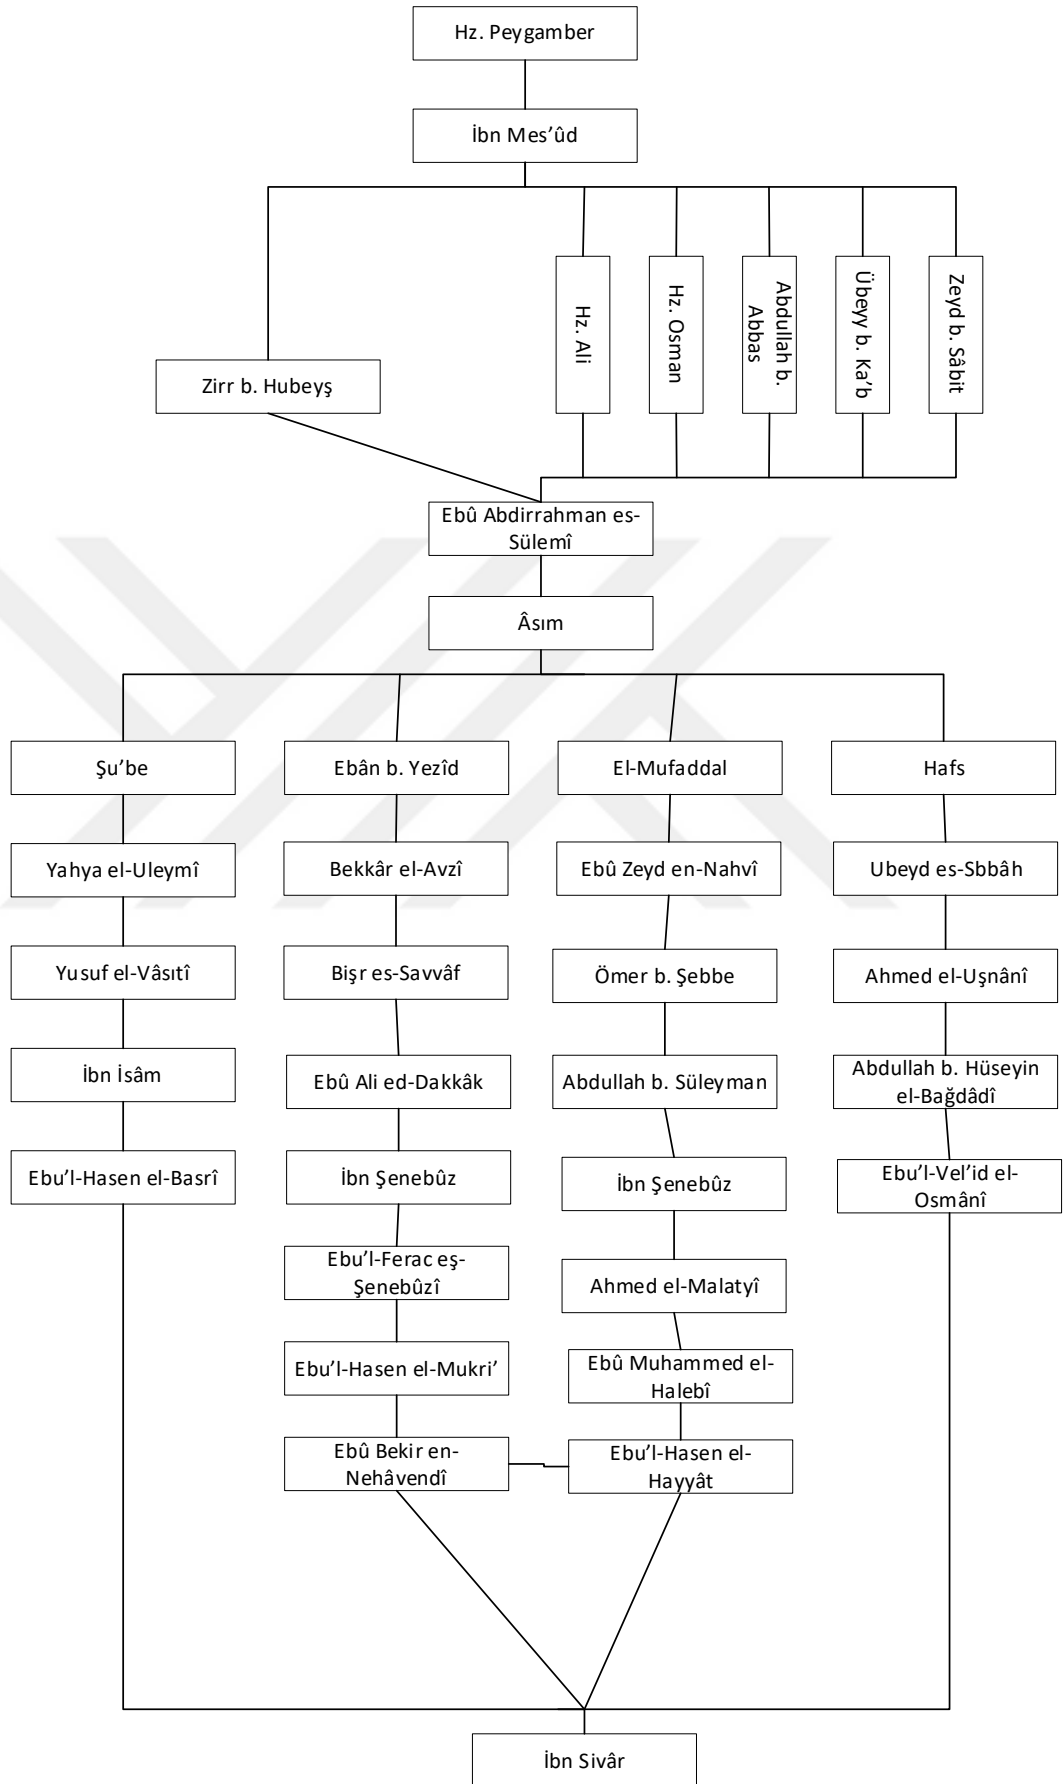 Hz. Peygamber
İbn Mes’ûd
Hz. Ali
Hz. Osman
Abdullah b.
Abbas
Übeyy b. Ka’b
Zeyd b. Sâbit
Zirr b. Hubeyş
Ebû Abdirrahman es-
Sülemî
Âsım
Şu’be
Ebân b. Yezîd
El-Mufaddal
Hafs
Yahya el-Uleymî
Bekkâr el-Avzî
Ebû Zeyd en-Nahvî
Ubeyd es-Sbbâh
Yusuf el-Vâsıtî
Bişr es-Savvâf
Ömer b. Şebbe
Ahmed el-Uşnânî
İbn İsâm
Ebû Ali ed-Dakkâk
Abdullah b. Süleyman
Abdullah b. Hüseyin
el-Bağdâdî
Ebu’l-Hasen el-Basrî
İbn Şenebûz
İbn Şenebûz
Ebu’l-Vel’id el-
Osmânî
Ebu’l-Ferac eş-
Şenebûzî
Ahmed el-Malatyî
Ebu’l-Hasen el-Mukri’
Ebû Muhammed el-
Halebî
Ebû Bekir en-
Nehâvendî
Ebu’l-Hasen el-
Hayyât
İbn Sivâr